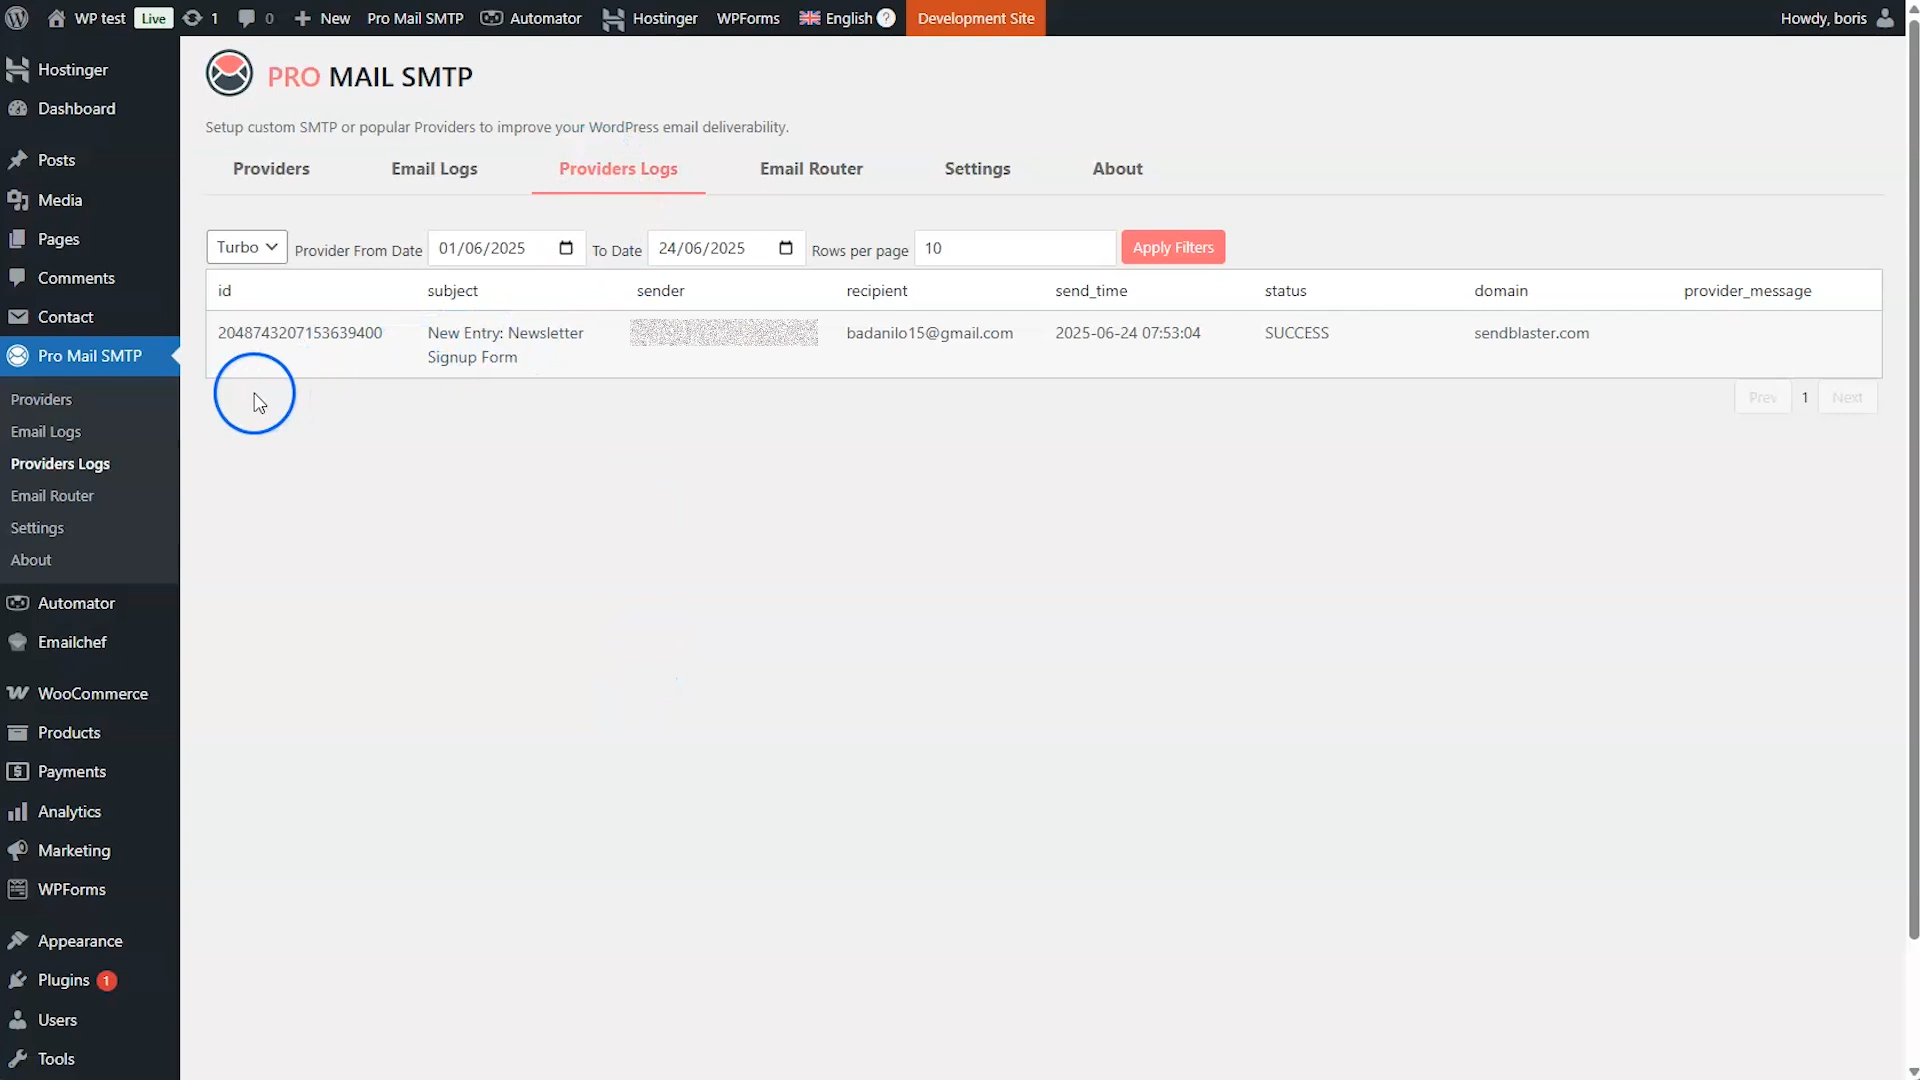 WP test Live 1 0 New Pro Mail SMTP Automator Hostinger WPForms English ? Development Site Howdy, boris
Hostinger
Dashboard
Posts
Media
Pages
Comments
Contact
Pro Mail SMTP
Providers
Email Logs
Providers Logs
Email Router
Settings
About
Automator
Emailchef
WooCommerce
Products
Payments
Analytics
Marketing
WPForms
Appearance
Plugins 1
Users
Tools
PRO MAIL SMTP
Setup custom SMTP or popular Providers to improve your WordPress email deliverability.
Providers Email Logs Providers Logs Email Router Settings About
Turbo Provider From Date 01/06/2025 To Date 24/06/2025 Rows per page 10 Apply Filters
id subject sender recipient send_time status domain provider_message
2048743207153639400 New Entry: Newsletter badanilo15@gmail.com 2025-06-24 07:53:04 SUCCESS sendblaster.com
Signup Form
Prev 1 Next